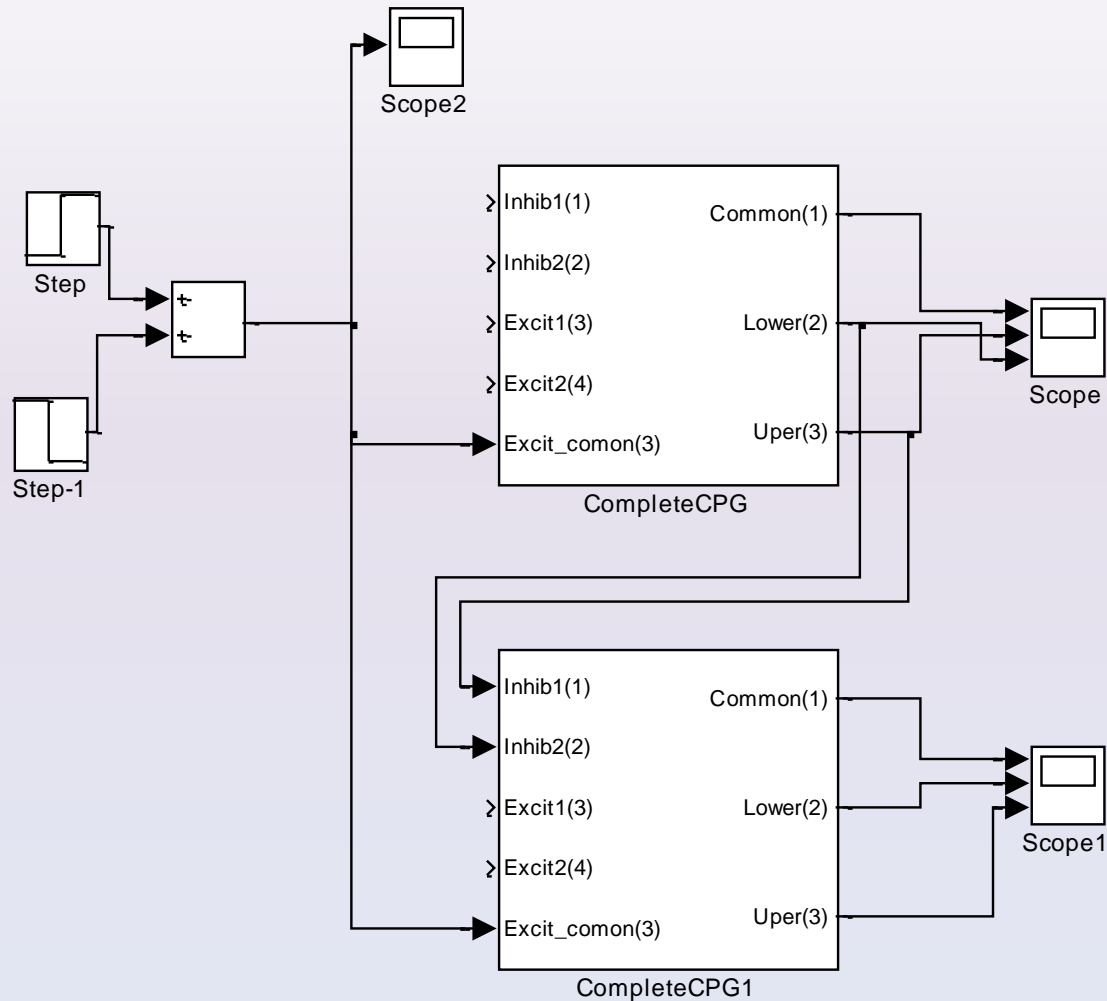 Scope2
Step
+
+
Step-1
Inhib1(1)
Inhib2(2)
Excit1(3)
Excit2(4)
Excit_comon(3)
Common(1)
Lower(2)
Uper(3)
CompleteCPG
Scope
Inhib1(1)
Inhib2(2)
Excit1(3)
Excit2(4)
Excit_comon(3)
Common(1)
Lower(2)
Uper(3)
CompleteCPG1
Scope1